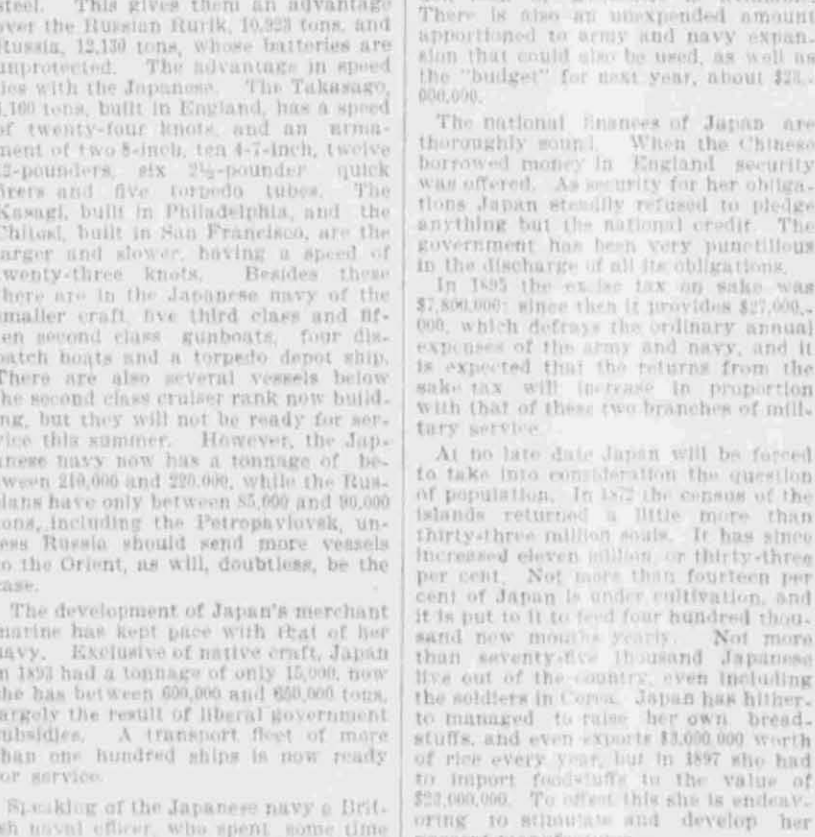 steel. This gives them an advantage
over the Russian Rurik, 10,923 tons, and
Russia, 12,130 tons, whose batteries are
unprotected. The advantage in speed
lies with the Japanese. The Takasago,
4,160 tons, built in England, has a speed
of twenty-four knots, and an arma-
ment of two 8-inch, ten 4-7-inch, twelve
12-pounders, six 2½-pounder quick
firers and five torpedo tubes. The
Kasagi, built in Philadelphia, and the
Chitosi, built in San Francisco, are the
larger and slower, having a speed of
twenty-three knots. Besides these
there are in the Japanese navy of the
smaller craft, five third class and fif-
teen second class gunboats, four dis-
patch boats and a torpedo depot ship.
There are also several vessels below
the second class cruiser rank now build-
ing, but they will not be ready for ser-
vice this summer. However, the Jap-
anese navy now has a tonnage of be-
tween 210,000 and 220,000, while the Rus-
sians have only between 85,000 and 90,000
tons, including the Petropavlovsk, un-
less Russia should send more vessels
to the Orient, as will, doubtless, be the
case.
The development of Japan's merchant
marine has kept pace with that of her
navy. Exclusive of native craft, Japan
in 1893 had a tonnage of only 15,000, now
she has between 600,000 and 650,000 tons,
largely the result of liberal government
subsidies. A transport fleet of more
than one hundred ships is now ready
for service.
Speaking of the Japanese navy a Brit-
ish naval officer, who spent some time
There is also an unexpended amount
apportioned to army and navy expan-
sion that could also be used, as well as
the "budget" for next year, about $23,-
000,000.
The national finances of Japan are
thoroughly sound. When the Chinese
borrowed money in England security
was offered. As security for her obliga-
tions Japan steadily refused to pledge
anything but the national credit. The
government has been very punctilious
in the discharge of all its obligations.
In 1895 the excise tax on sake was
$7,800,000; since then it provides $27,000,-
000, which defrays the ordinary annual
expenses of the army and navy, and it
is expected that the returns from the
sake tax will increase in proportion
with that of these two branches of mili-
tary service.
At no late date Japan will be forced
to take into consideration the question
of population. In 1872 the census of the
islands returned a little more than
thirty-three million souls. It has since
increased eleven million, or thirty-three
per cent. Not more than fourteen per
cent of Japan is under cultivation, and
it is put to it to feed four hundred thou-
sand new mouths yearly. Not more
than seventy-five thousand Japanese
live out of the country, even including
the soldiers in Corea. Japan has hither-
to managed to raise her own bread-
stuffs, and even exports $3,000,000 worth
of rice every year, but in 1897 she had
to import foodstuffs to the value of
$23,000,000. To offset this she is endeav-
oring to stimulate and develop her